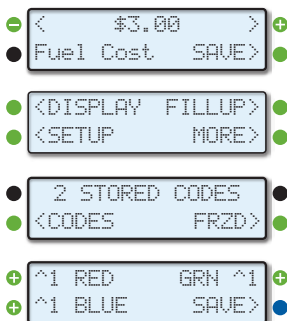 < $3.00 >
Fuel Cost SAVE>
<DISPLAY FILLUP>
<SETUP MORE>
2 STORED CODES
<CODES FRZD>
^1 RED GRN ^1
^1 BLUE SAVE>